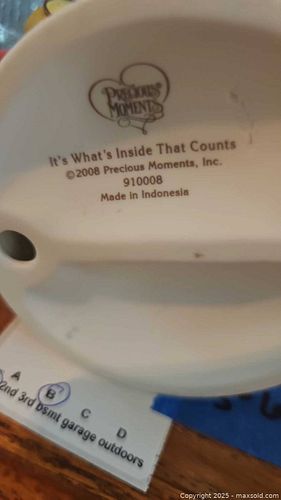 PRECIOUS
MOMENTS
It's What's Inside That Counts
©2008 Precious Moments, Inc.
910008
Made in Indonesia
A B C D
2nd 3rd bsmt garage outdoors
Copyright 2025 - maxsold.com